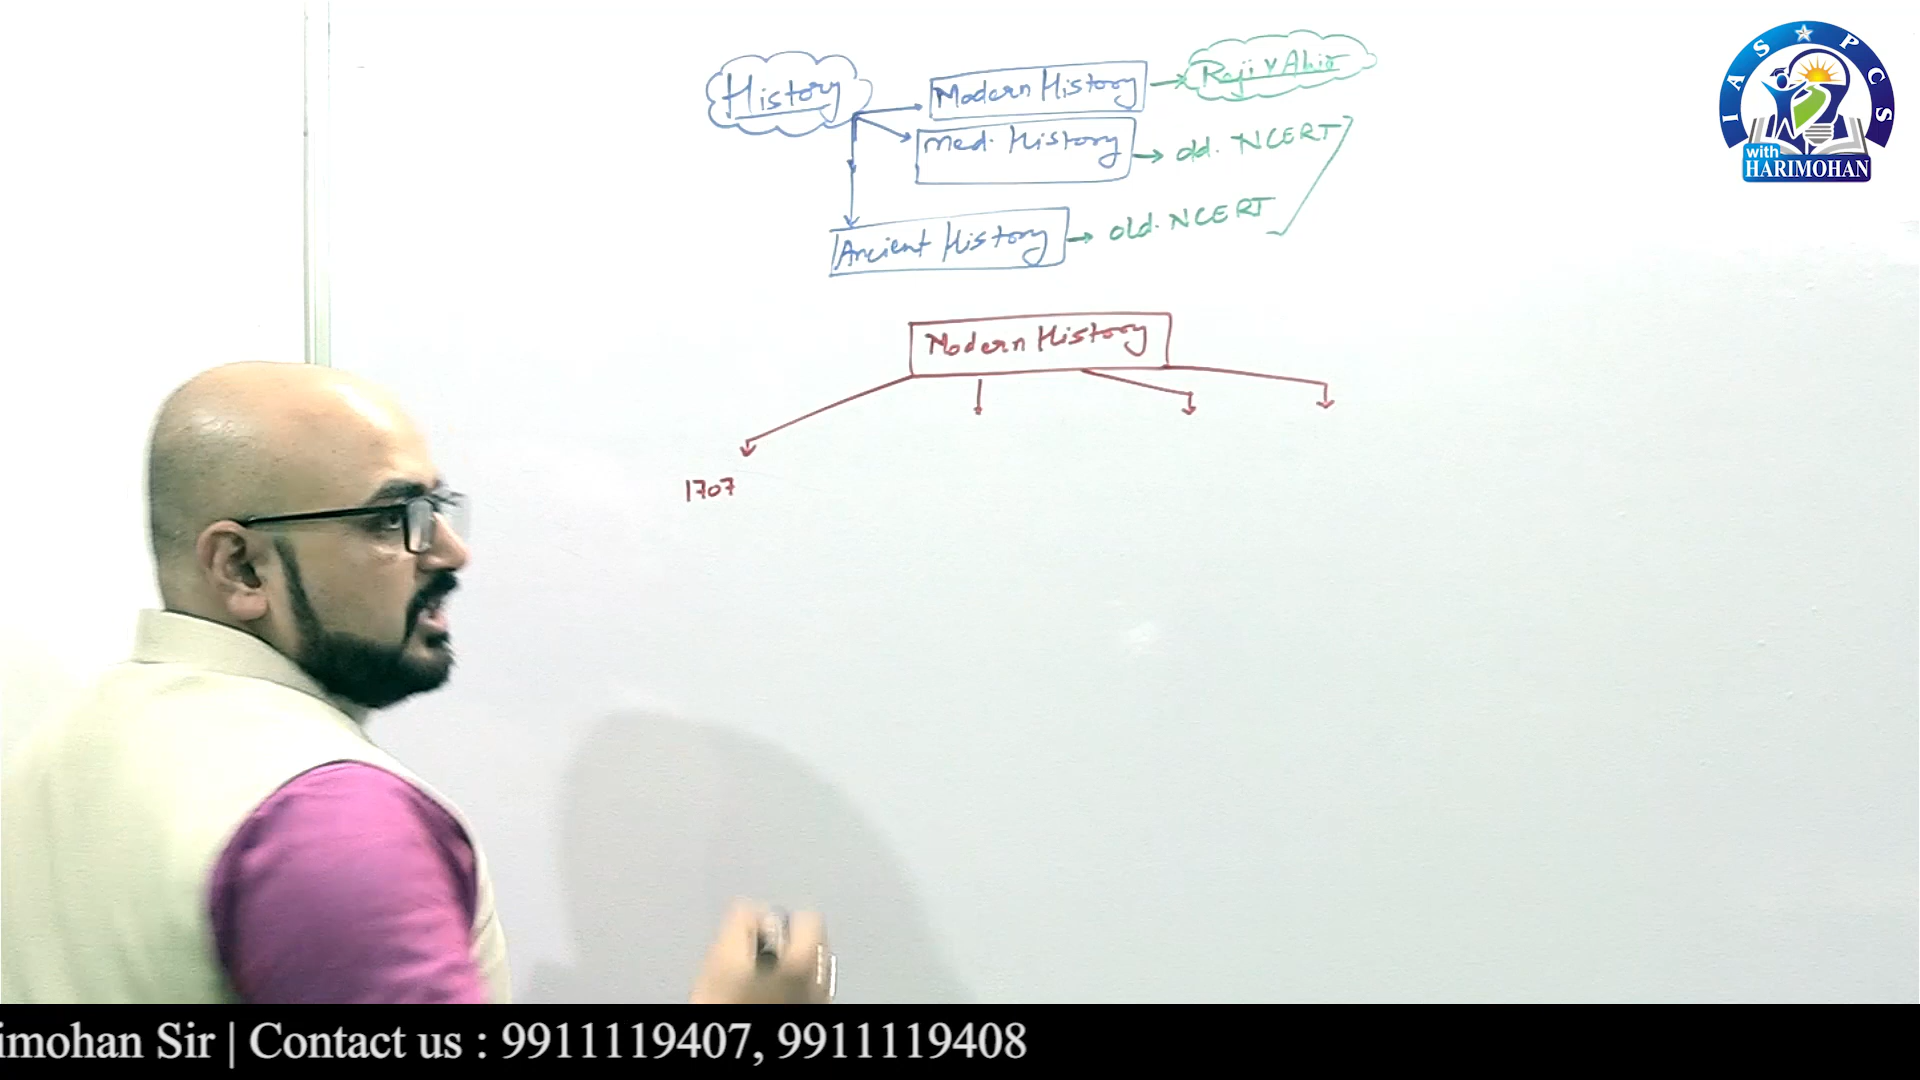 History
Modern History
Rajiv Ahir
Med. History
old. NCERT
Ancient History
old. NCERT
Modern History
1707
IAS ★ PCS
with
HARIMOHAN
imohan Sir | Contact us : 9911119407, 9911119408